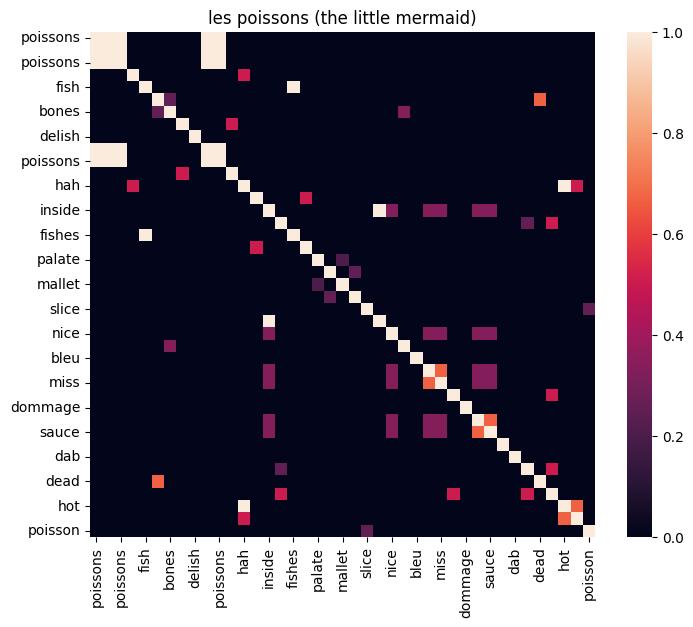 les poissons (the little mermaid)
poissons
poissons
fish
bones
delish
poissons
hah
inside
fishes
palate
mallet
slice
nice
bleu
miss
dommage
sauce
dab
dead
hot
poisson
poissons
poissons
fish
bones
delish
poissons
hah
inside
fishes
palate
mallet
slice
nice
bleu
miss
dommage
sauce
dab
dead
hot
poisson
1.0
0.8
0.6
0.4
0.2
0.0